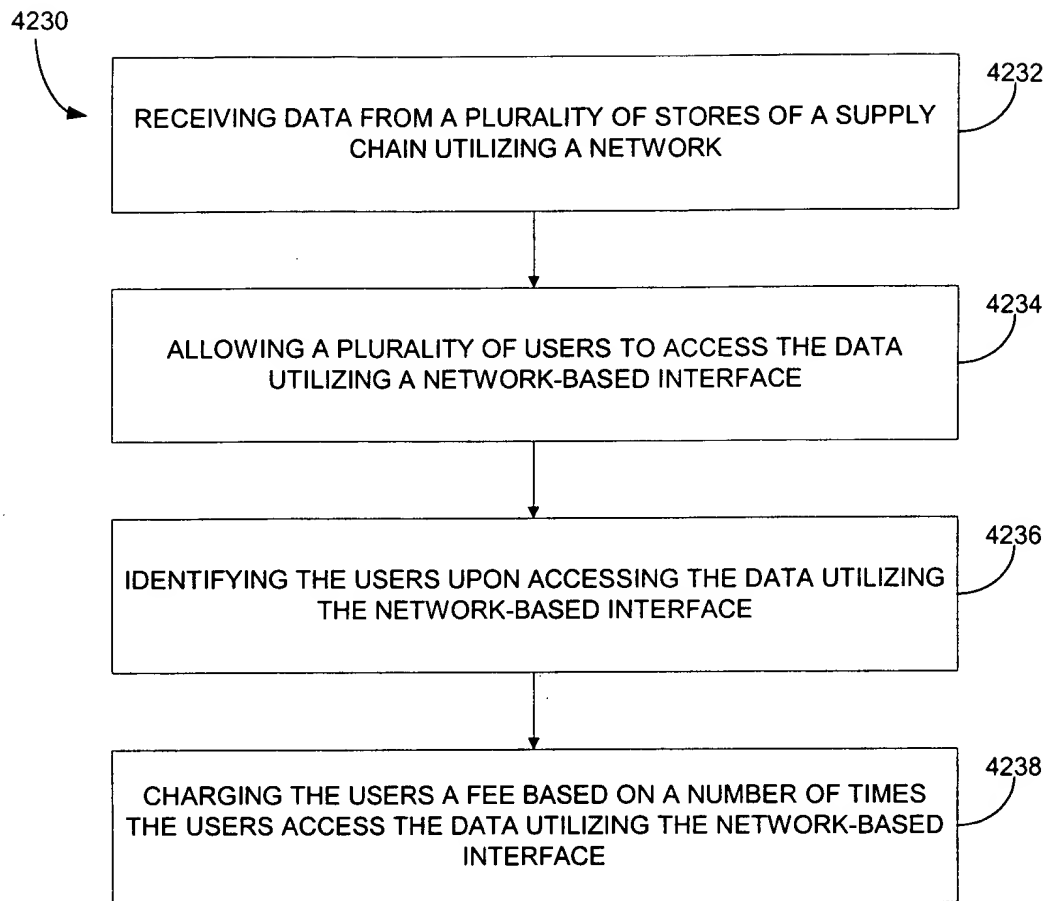 4230
4232
RECEIVING DATA FROM A PLURALITY OF STORES OF A SUPPLY
CHAIN UTILIZING A NETWORK
4234
ALLOWING A PLURALITY OF USERS TO ACCESS THE DATA
UTILIZING A NETWORK-BASED INTERFACE
4236
IDENTIFYING THE USERS UPON ACCESSING THE DATA UTILIZING
THE NETWORK-BASED INTERFACE
4238
CHARGING THE USERS A FEE BASED ON A NUMBER OF TIMES
THE USERS ACCESS THE DATA UTILIZING THE NETWORK-BASED
INTERFACE